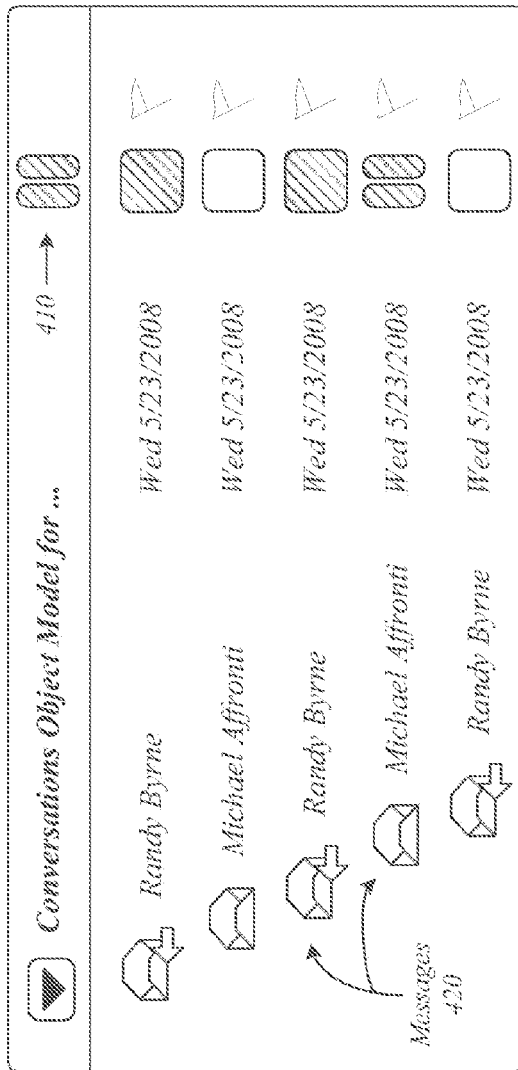 Conversations Object Model for ... 410
Randy Byrne Wed 5/23/2008
Michael Affronti Wed 5/23/2008
Randy Byrne Wed 5/23/2008
Michael Affronti Wed 5/23/2008
Randy Byrne Wed 5/23/2008
Messages
420